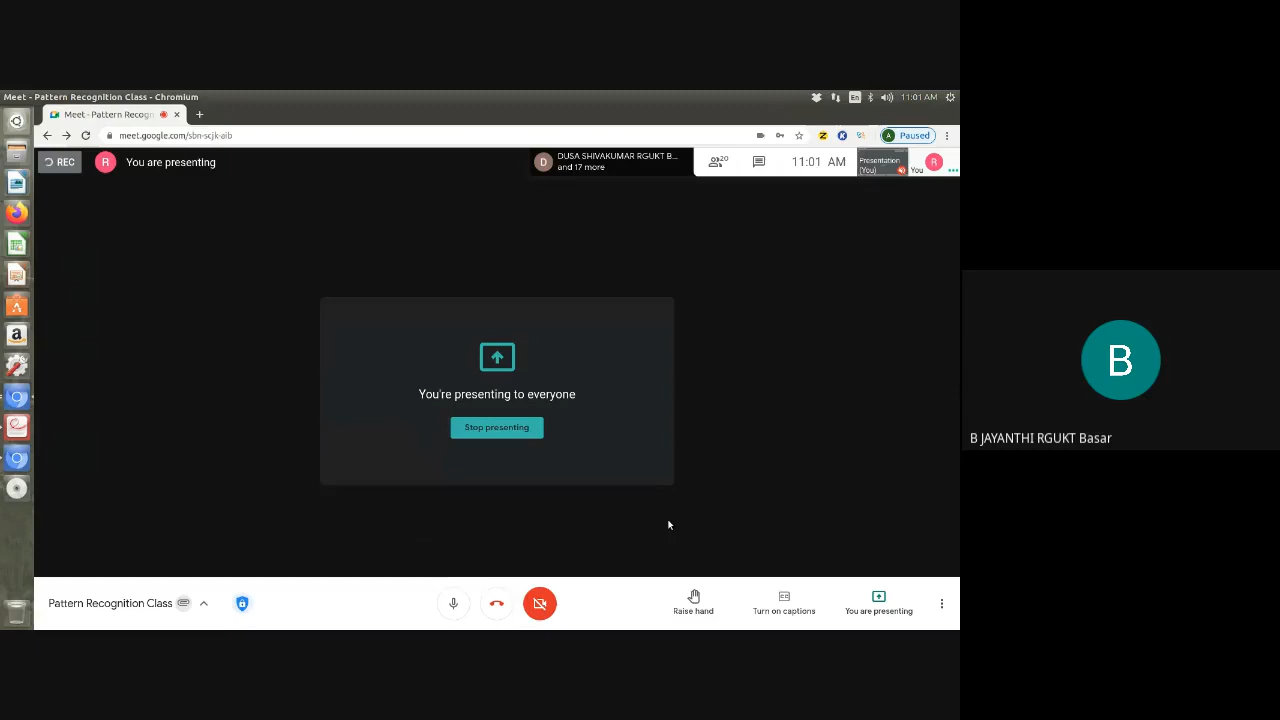 Meet - Pattern Recognition Class - Chromium
En
11:01 AM
Meet - Pattern Recogn
meet.google.com/sbn-scjk-aib
A Paused
REC
R
You are presenting
D
DUSA SHIVAKUMAR RGUKT B...
and 17 more
20
11:01 AM
Presentation
(You)
You
R
You're presenting to everyone
Stop presenting
B
B JAYANTHI RGUKT Basar
Pattern Recognition Class
Raise hand
Turn on captions
You are presenting